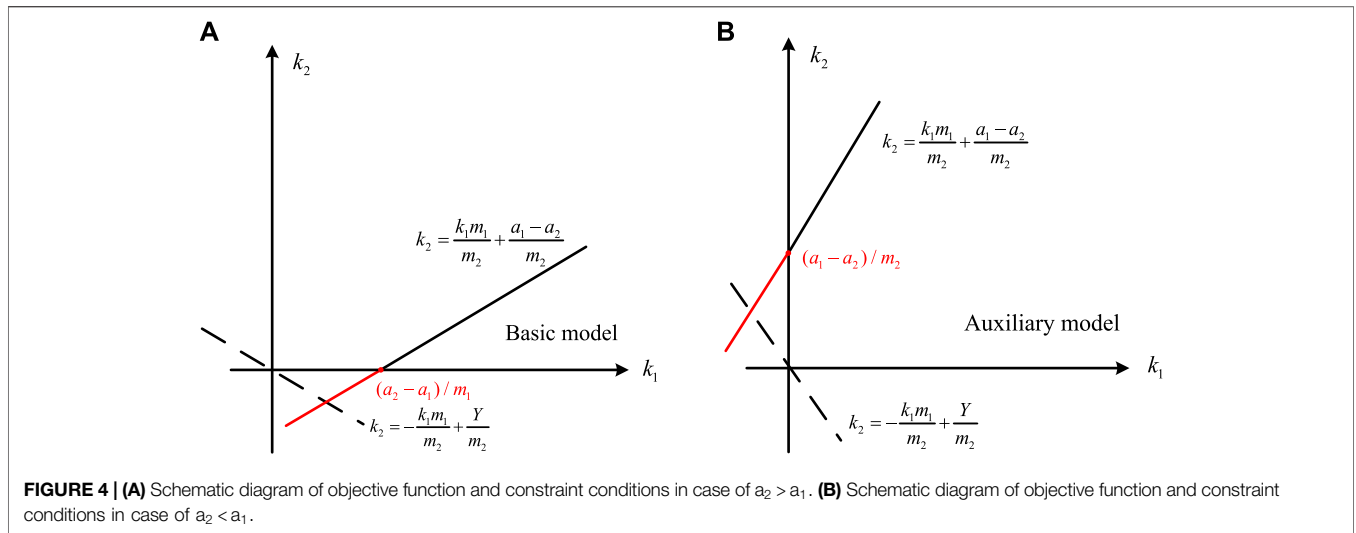 A
k₂
k₂ = k₁m₁/m₂ + a₁ − a₂/m₂
Basic model
k₁
(a₂ − a₁) / m₁
k₂ = − k₁m₁/m₂ + Y/m₂
B
k₂
k₂ = k₁m₁/m₂ + a₁ − a₂/m₂
(a₁ − a₂) / m₂
Auxiliary model
k₁
k₂ = − k₁m₁/m₂ + Y/m₂
FIGURE 4 | (A) Schematic diagram of objective function and constraint conditions in case of a₂ > a₁. (B) Schematic diagram of objective function and constraint
conditions in case of a₂ < a₁.